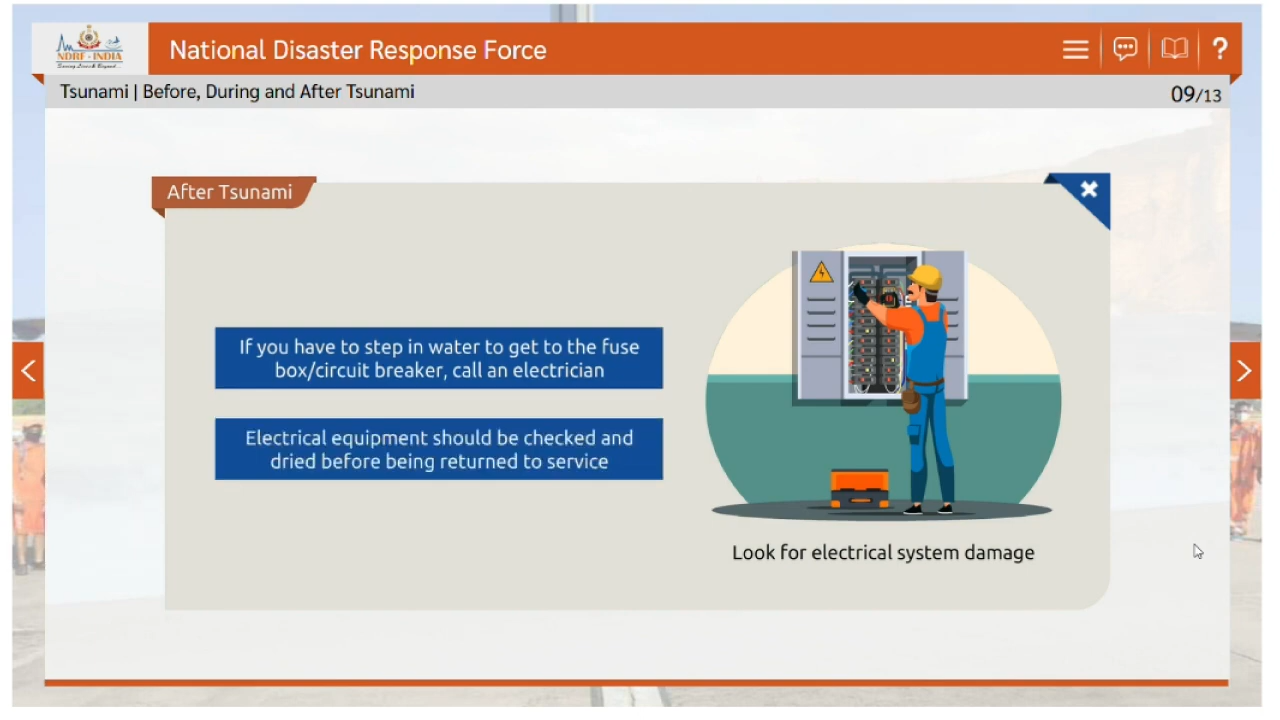 NDRF - INDIA
National Disaster Response Force
Tsunami | Before, During and After Tsunami
09/13
After Tsunami
If you have to step in water to get to the fuse
box/circuit breaker, call an electrician
Electrical equipment should be checked and
dried before being returned to service
Look for electrical system damage